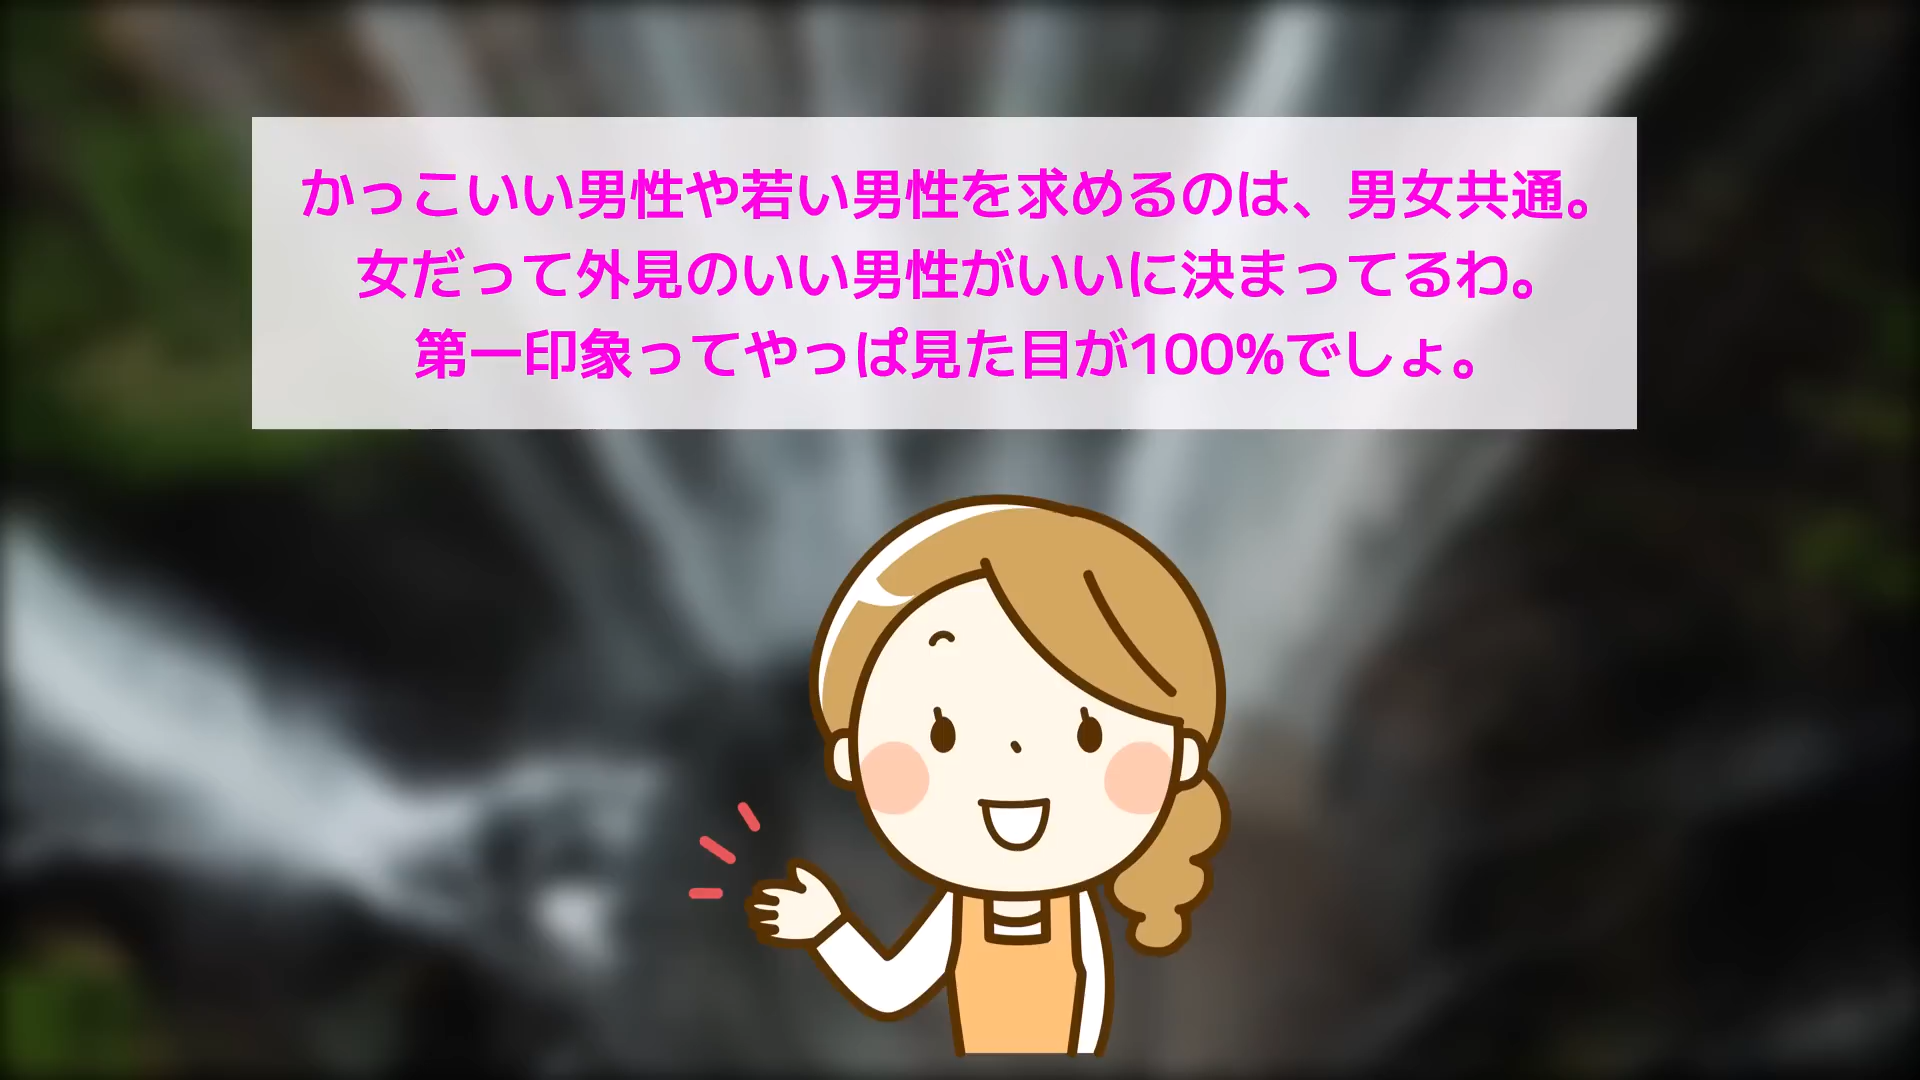 かっこいい男性や若い男性を求めるのは、男女共通。
女だって外見のいい男性がいいに決まってるわ。
第一印象ってやっぱ見た目が100%でしょ。